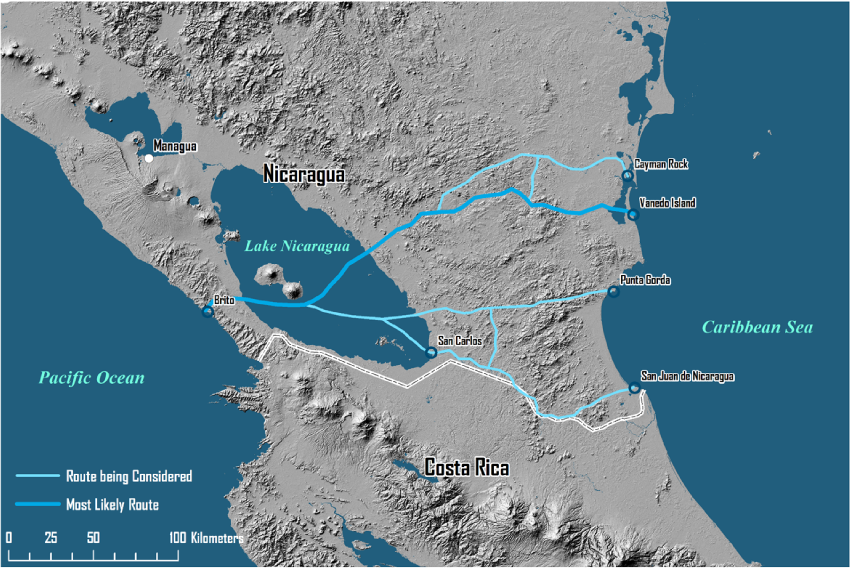 Managua
Nicaragua
Cayman Rock
Vanedo Island
Lake Nicaragua
Punta Gorda
Brito
Caribbean Sea
San Carlos
Pacific Ocean
San Juan de Nicaragua
Costa Rica
Route being Considered
Most Likely Route
0 25 50 100 Kilometers